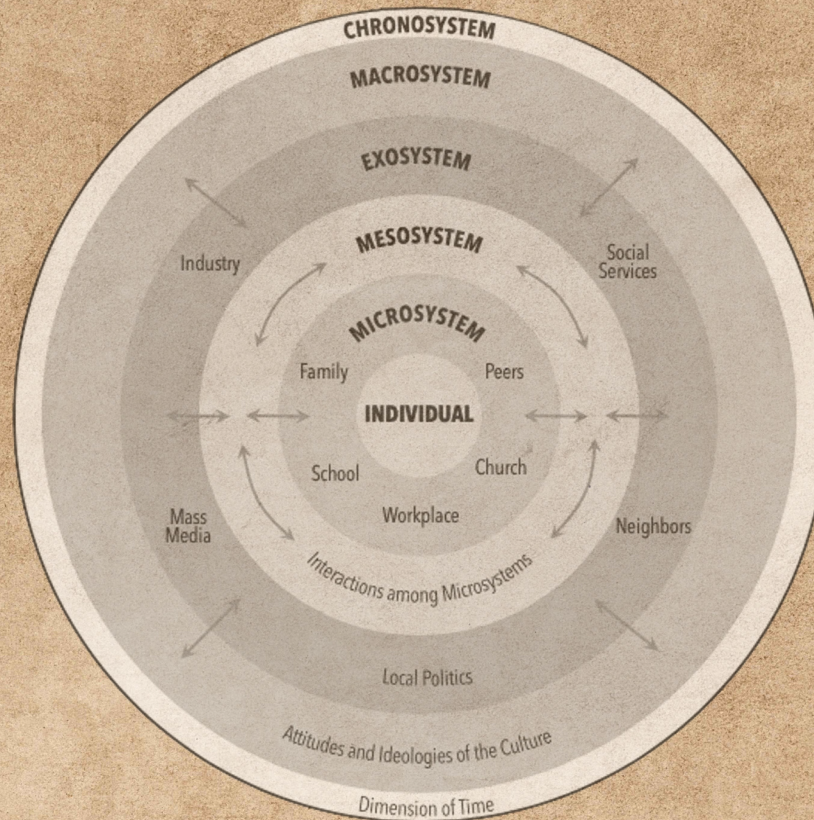 CHRONOSYSTEM
MACROSYSTEM
EXOSYSTEM
MESOSYSTEM
Industry
Social
Services
MICROSYSTEM
Family
Peers
INDIVIDUAL
School
Church
Workplace
Mass
Media
Neighbors
Interactions among Microsystems
Local Politics
Attitudes and Ideologies of the Culture
Dimension of Time